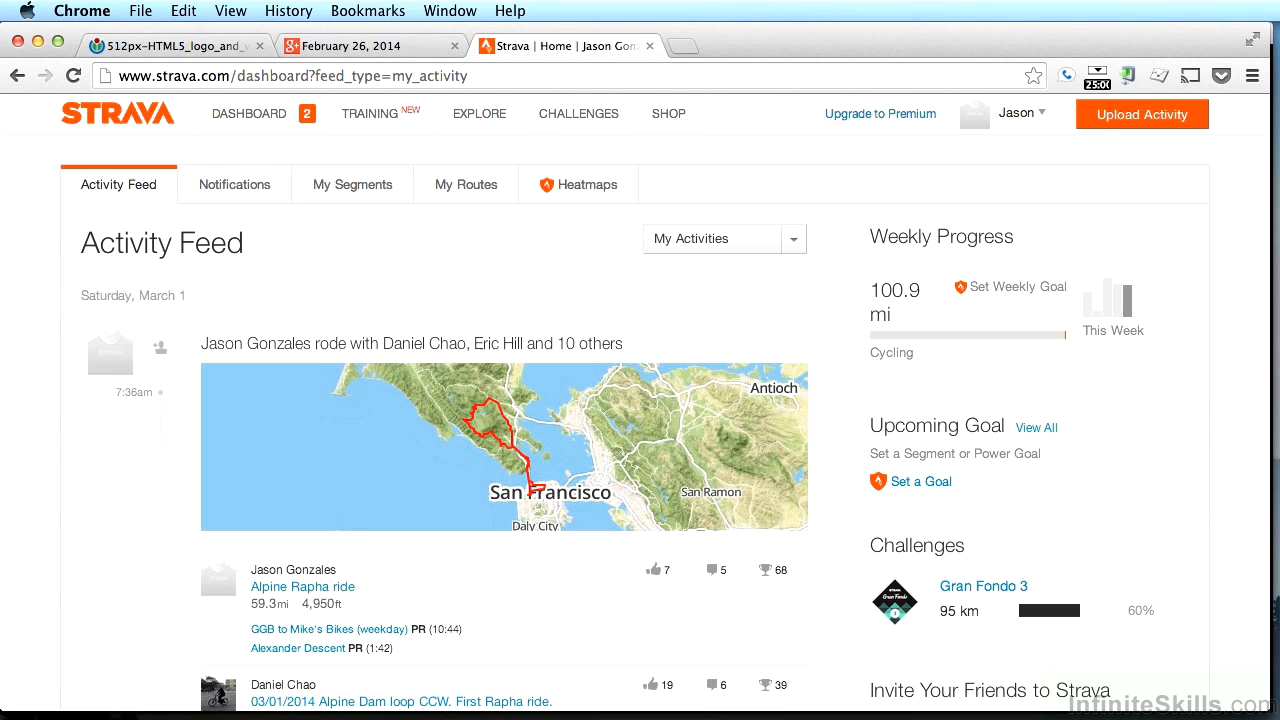 Chrome File Edit View History Bookmarks Window Help
512px-HTML5_logo_and_
February 26, 2014
Strava | Home | Jason Gon
www.strava.com/dashboard?feed_type=my_activity
25:0
STRAVA
DASHBOARD 2
TRAINING NEW
EXPLORE
CHALLENGES
SHOP
Upgrade to Premium
Jason
Upload Activity
Activity Feed
Notifications
My Segments
My Routes
Heatmaps
Activity Feed
My Activities
Saturday, March 1
7:36am
Jason Gonzales rode with Daniel Chao, Eric Hill and 10 others
Antioch
San Francisco
San Ramon
Daly City
Jason Gonzales
7 5 68
Alpine Rapha ride
59.3mi 4,950ft
GGB to Mike's Bikes (weekday) PR (10:44)
Alexander Descent PR (1:42)
Daniel Chao
19 6 39
03/01/2014 Alpine Dam loop CCW. First Rapha ride.
Weekly Progress
100.9
mi
Set Weekly Goal
This Week
Cycling
Upcoming Goal View All
Set a Segment or Power Goal
Set a Goal
Challenges
Gran Fondo 3
95 km
60%
STRAVA
Gran Fondo
3
Invite Your Friends to Strava
InfiniteSkills.com